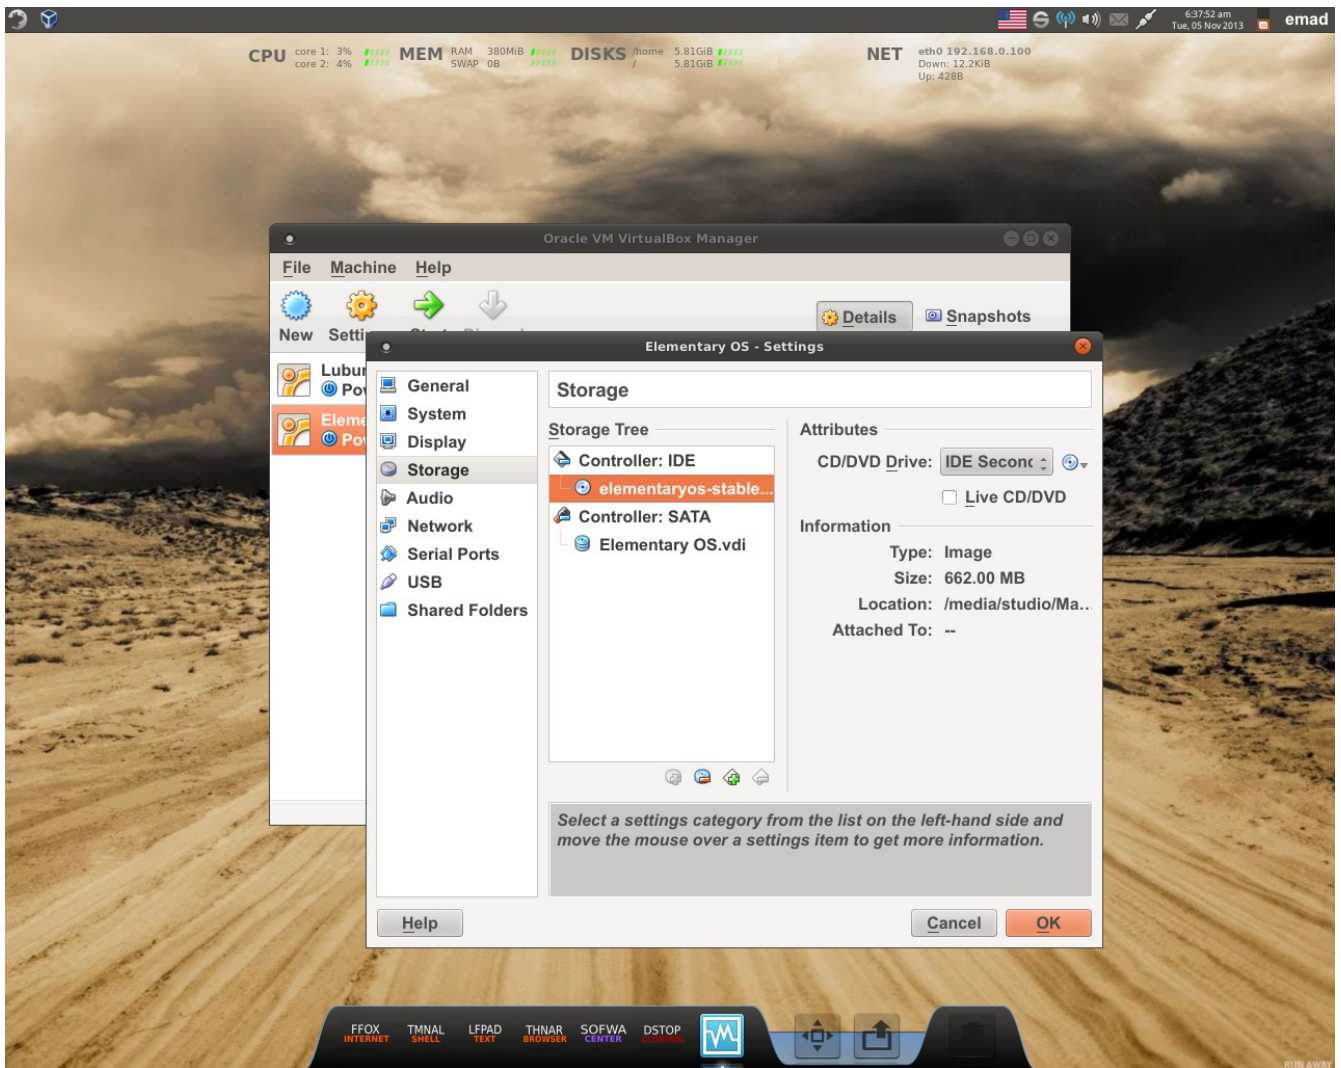 6:37:52 am
Tue, 05 Nov 2013
emad
CPU core 1: 3%
core 2: 4%
MEM RAM 380MiB
SWAP 0B
DISKS /home 5.81GiB
/ 5.81GiB
NET eth0 192.168.0.100
Down: 12.2KiB
Up: 428B
Oracle VM VirtualBox Manager
File Machine Help
New
Details Snapshots
Elementary OS - Settings
General
System
Display
Storage
Audio
Network
Serial Ports
USB
Shared Folders
Storage
Storage Tree
Controller: IDE
elementaryos-stable...
Controller: SATA
Elementary OS.vdi
Attributes
CD/DVD Drive: IDE Second
Live CD/DVD
Information
Type: Image
Size: 662.00 MB
Location: /media/studio/Ma...
Attached To: --
Select a settings category from the list on the left-hand side and
move the mouse over a settings item to get more information.
Help Cancel OK
FFOX TMNAL LFPAD THNAR SOFWA DSTOP
INTERNET SHELL TEXT BROWSER CENTER CONTROL
RUN AWAY